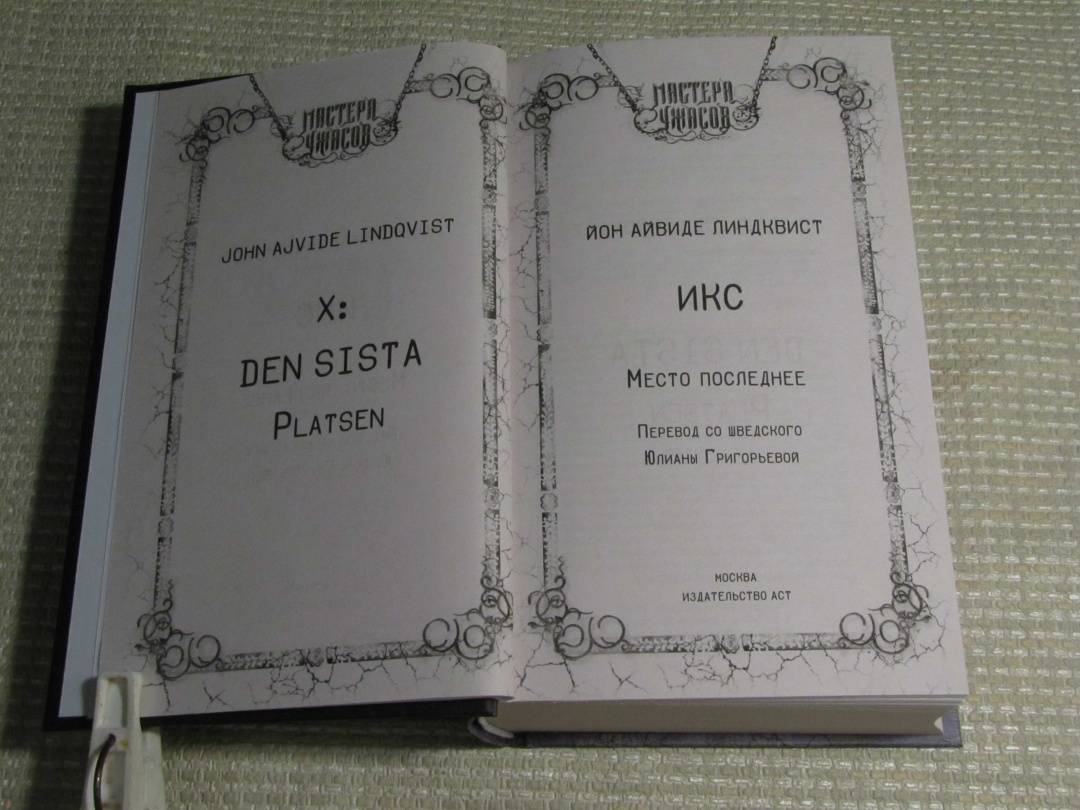 МАСТЕРА
УЖАСОВ
JOHN AJVIDE LINDQVIST
X:
DEN SISTA
PLATSEN
МАСТЕРА
УЖАСОВ
ЙОН АЙВИДЕ ЛИНДКВИСТ
ИКС
МЕСТО ПОСЛЕДНЕЕ
ПЕРЕВОД СО ШВЕДСКОГО
ЮЛИАНЫ ГРИГОРЬЕВОЙ
МОСКВА
ИЗДАТЕЛЬСТВО АСТ